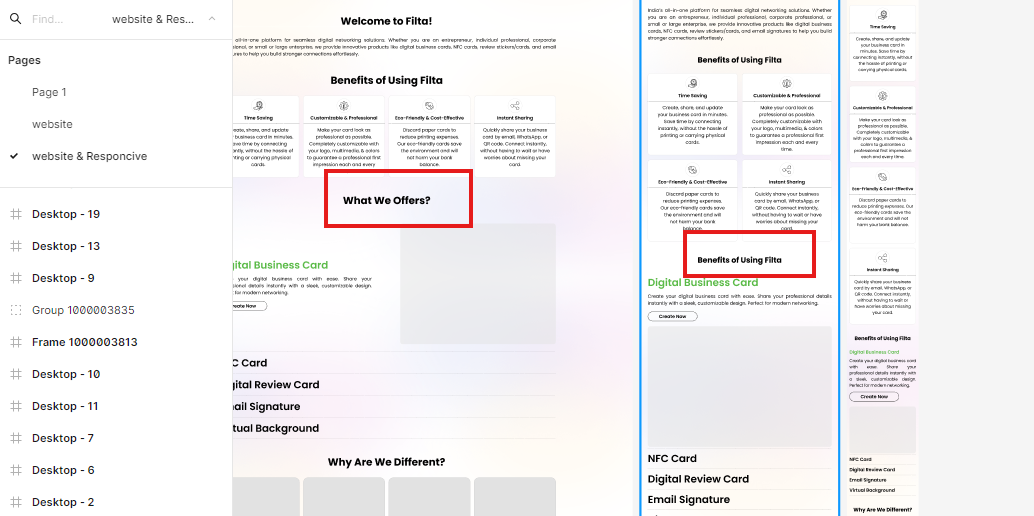 Find...
website & Res...
Pages
Page 1
website
website & Responsive
Desktop - 19
Desktop - 13
Desktop - 9
Group 1000003835
Frame 1000003813
Desktop - 10
Desktop - 11
Desktop - 7
Desktop - 6
Desktop - 2
Welcome to Filta!
all-in-one platform for seamless digital networking solutions. Whether you are an entrepreneur, individual professional, corporate
professional, or small or large enterprise, we provide innovative products like digital business cards, NFC cards, review stickers/cards, and email
to help you build stronger connections effortlessly.
Benefits of Using Filta
Time Saving
Create, share, and update
your business card in minutes.
Save time by connecting
instantly, without the hassle of
printing or carrying physical
cards.
Customizable & Professional
Make your card look as
professional as possible.
Completely customizable
with your logo, multimedia, & colors
to guarantee a professional first
impression each and every
Eco-Friendly & Cost-Effective
Discard paper cards to
reduce printing expenses.
Our eco-friendly cards save
the environment and will
not harm your bank
balance.
Instant Sharing
Quickly share your business
card by email, WhatsApp, or
QR code. Connect instantly,
without having to wait or have
worries about missing your
card.
What We Offers?
gital Business Card
your digital business card with ease. Share your
professional details instantly with a sleek, customizable design.
for modern networking.
Create Now
C Card
gital Review Card
ail Signature
tual Background
Why Are We Different?
India's all-in-one platform for seamless digital networking solutions. Whether
you are an entrepreneur, individual professional, corporate professional, or
small or large enterprise, we provide innovative products like digital business
cards, NFC cards, review stickers/cards, and email signatures to help you build
stronger connections effortlessly.
Benefits of Using Filta
Time Saving
Create, share, and update
your business card in minutes.
Save time by connecting
instantly, without the hassle of
printing or carrying physical
cards.
Customizable & Professional
Make your card look as
professional as possible.
Completely customizable with
your logo, multimedia, & colors
to guarantee a professional
first impression each and every
time.
Eco-Friendly & Cost-Effective
Discard paper cards to
reduce printing expenses.
Our eco-friendly cards save
the environment and will
not harm your bank
balance.
Instant Sharing
Quickly share your business
card by email, WhatsApp, or
QR code. Connect instantly,
without having to wait or have
worries about missing your
card.
Benefits of Using Filta
Digital Business Card
Create your digital business card with ease. Share your professional details
instantly with a sleek, customizable design. Perfect for modern networking.
Create Now
NFC Card
Digital Review Card
Email Signature
Time Saving
Create, share, and update
your business card in
minutes. Save time by
connecting instantly, without
the hassle of printing or
carrying physical cards.
Customizable & Professional
Make your card look as
professional as possible.
Completely customizable
with your logo, multimedia, &
colors to guarantee a
professional first impression
each and every time.
Eco-Friendly & Cost-Effective
Discard paper cards to
reduce printing expenses. Our
eco-friendly cards save the
environment and will not
harm your bank balance.
Instant Sharing
Quickly share your business
card by email, WhatsApp, or
QR code. Connect instantly,
without having to wait or have
worries about missing your
card.
Benefits of Using Filta
Digital Business Card
Create your digital business card
with ease. Share your
professional details instantly with
a sleek, customizable design.
Perfect for modern networking.
Create Now
NFC Card
Digital Review Card
Email Signature
Virtual Background
Why Are We Different?